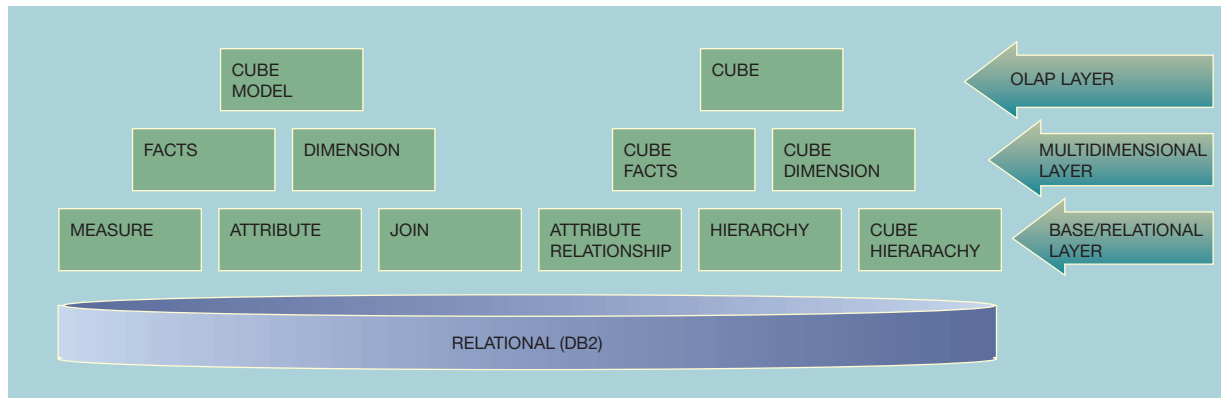 CUBE
MODEL
CUBE
OLAP LAYER
FACTS
DIMENSION
CUBE
FACTS
CUBE
DIMENSION
MULTIDIMENSIONAL
LAYER
MEASURE
ATTRIBUTE
JOIN
ATTRIBUTE
RELATIONSHIP
HIERARCHY
CUBE
HIERARACHY
BASE/RELATIONAL
LAYER
RELATIONAL (DB2)